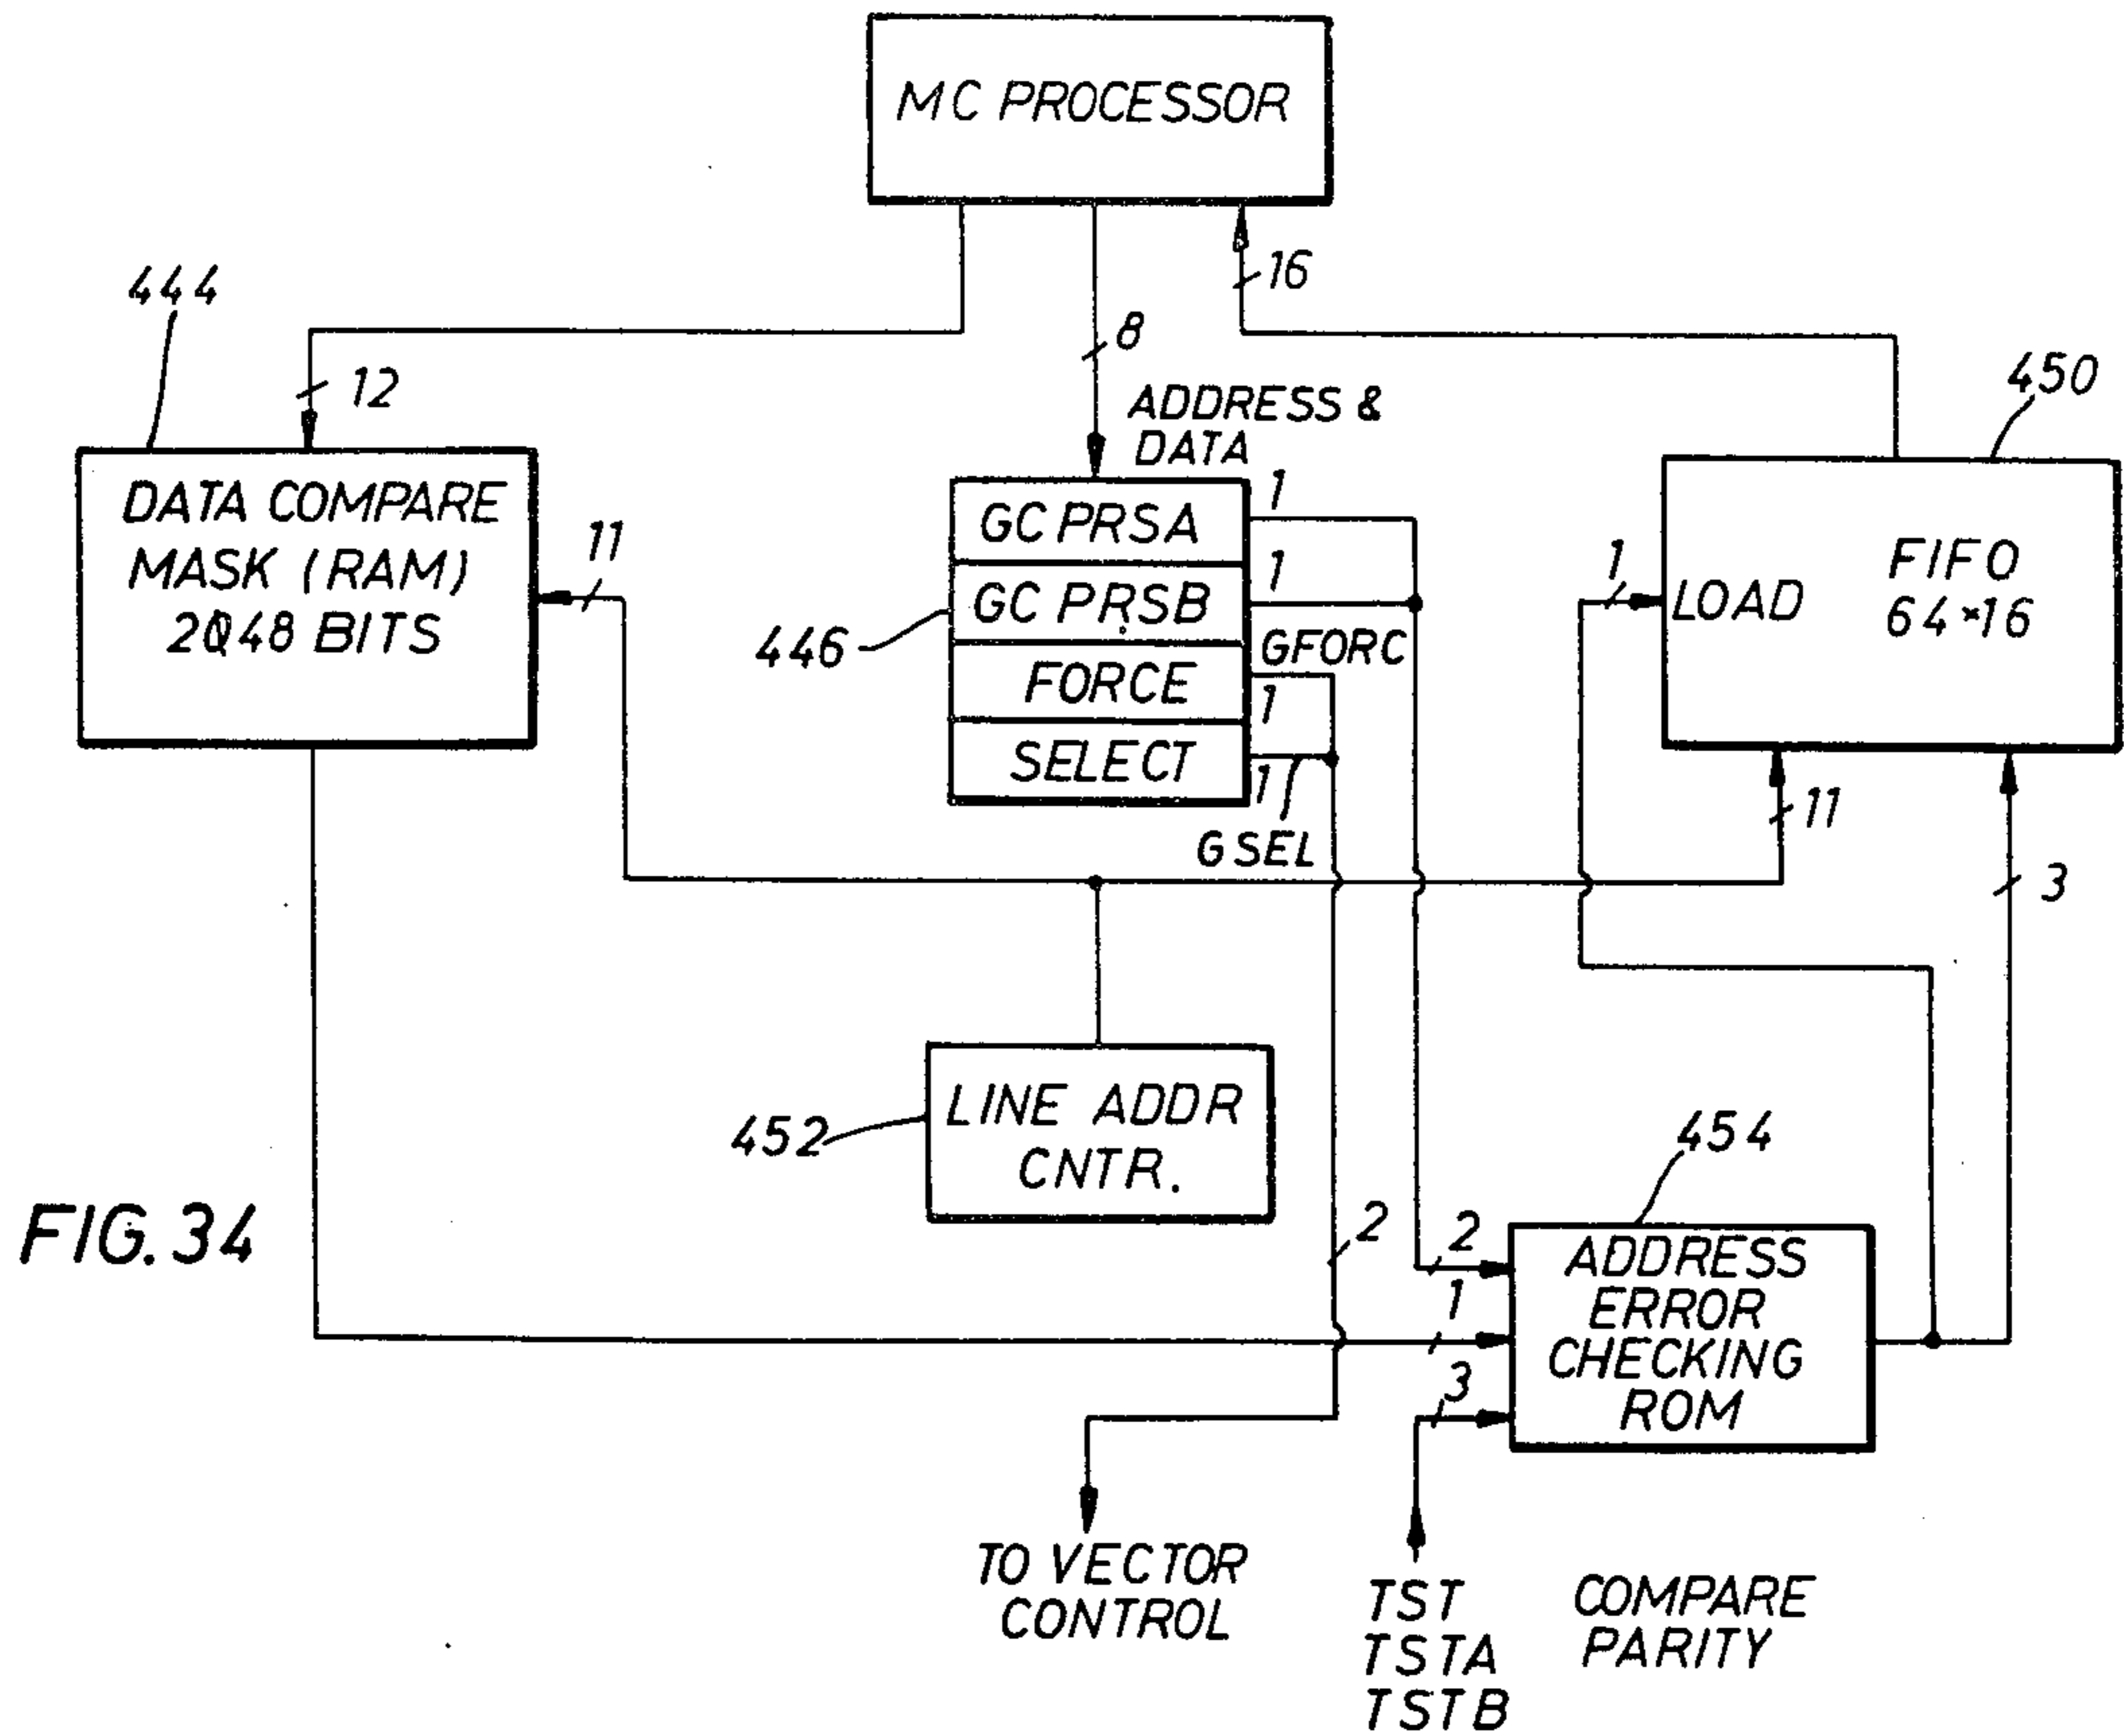 MC PROCESSOR
444
12
8
16
450
ADDRESS &
DATA
DATA COMPARE
MASK (RAM)
2048 BITS
11
446
GC PRSA
GC PRSB
FORCE
SELECT
1
1
GFORC
1
1
GSEL
1
LOAD
FIFO
64×16
11
3
452
LINE ADDR
CNTR.
454
FIG. 34
2
2
1
3
ADDRESS
ERROR
CHECKING
ROM
TO VECTOR
CONTROL
TST
TSTA
TSTB
COMPARE
PARITY